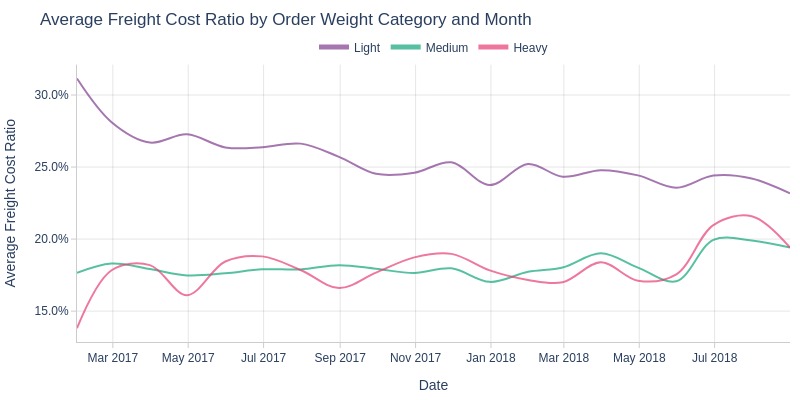 Average Freight Cost Ratio by Order Weight Category and Month
Light Medium Heavy
Average Freight Cost Ratio
30.0%
25.0%
20.0%
15.0%
Mar 2017 May 2017 Jul 2017 Sep 2017 Nov 2017 Jan 2018 Mar 2018 May 2018 Jul 2018
Date